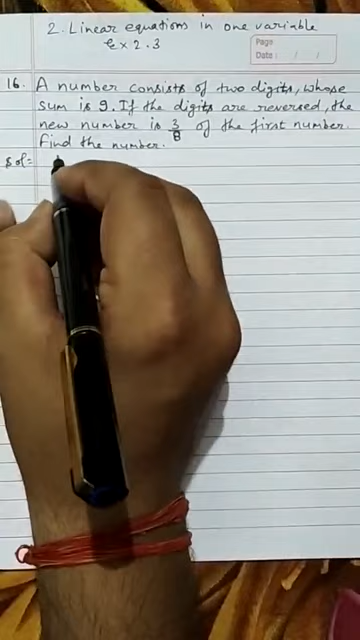 2. Linear equations in one variable
Ex 2.3
Page
Date / /
16. A number consists of two digits, whose
sum is 9. If the digits are reversed, the
new number is 3/8 of the first number.
Find the number.
Sol=